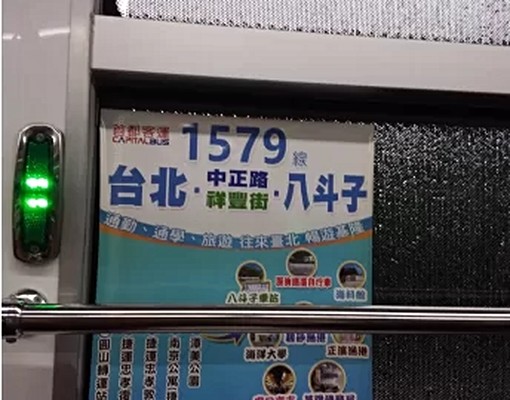 首都客運
CAPITAL BUS
1579線
台北·中正路·八斗子
祥豐街
通勤、通學、旅遊 往來臺北 暢遊基隆
八斗子車站
海科館
海洋大學
正濱漁港
圓山轉運站
捷運忠孝復
捷運忠孝敦
南京公寓(捷